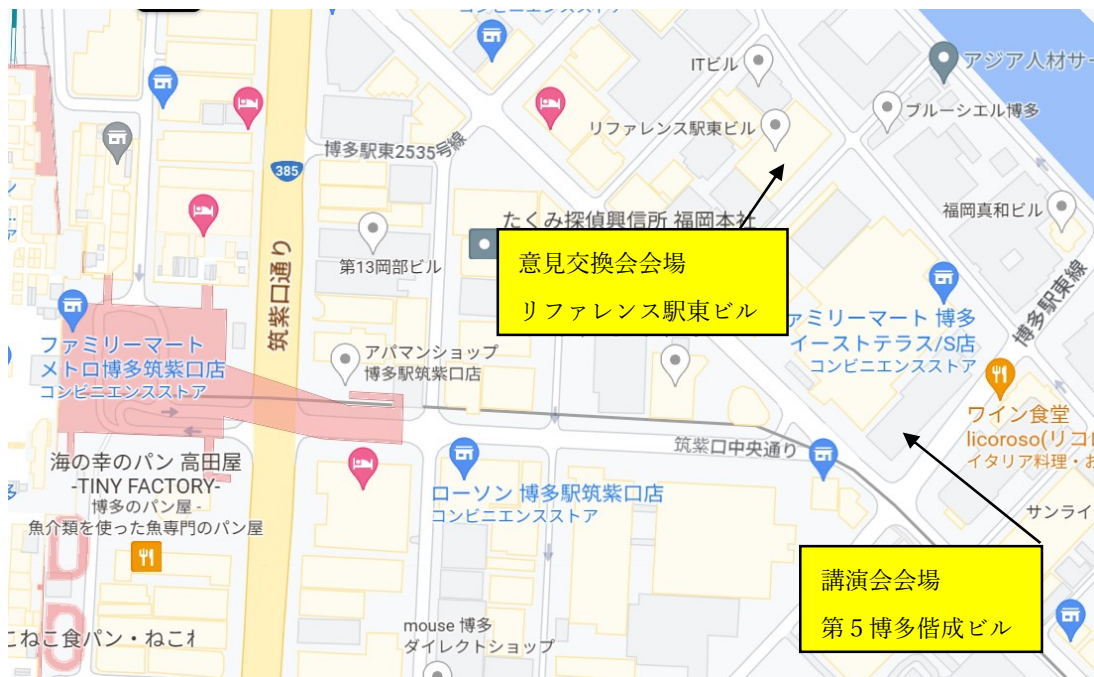 コンビニエンスストア
ITビル
アジア人材サー
ブルーシエル博多
リファレンス駅東ビル
博多駅東2535号線
385
福岡真和ビル
たくみ探偵興信所 福岡本社
第13岡部ビル
筑紫口通り
意見交換会会場
リファレンス駅東ビル
博多駅東線
ファミリーマート
メトロ博多筑紫口店
コンビニエンスストア
アパマンショップ
博多駅筑紫口店
ァミリーマート 博多
イーストテラス/S店
コンビニエンスストア
ワイン食堂
licoroso(リコロ
イタリア料理・お
筑紫口中央通り
海の幸のパン 高田屋
-TINY FACTORY-
博多のパン屋 -
魚介類を使った魚専門のパン屋
ローソン 博多駅筑紫口店
コンビニエンスストア
サンライ
講演会会場
第5博多偕成ビル
こねこ食パン・ねこね
mouse 博多
ダイレクトショップ